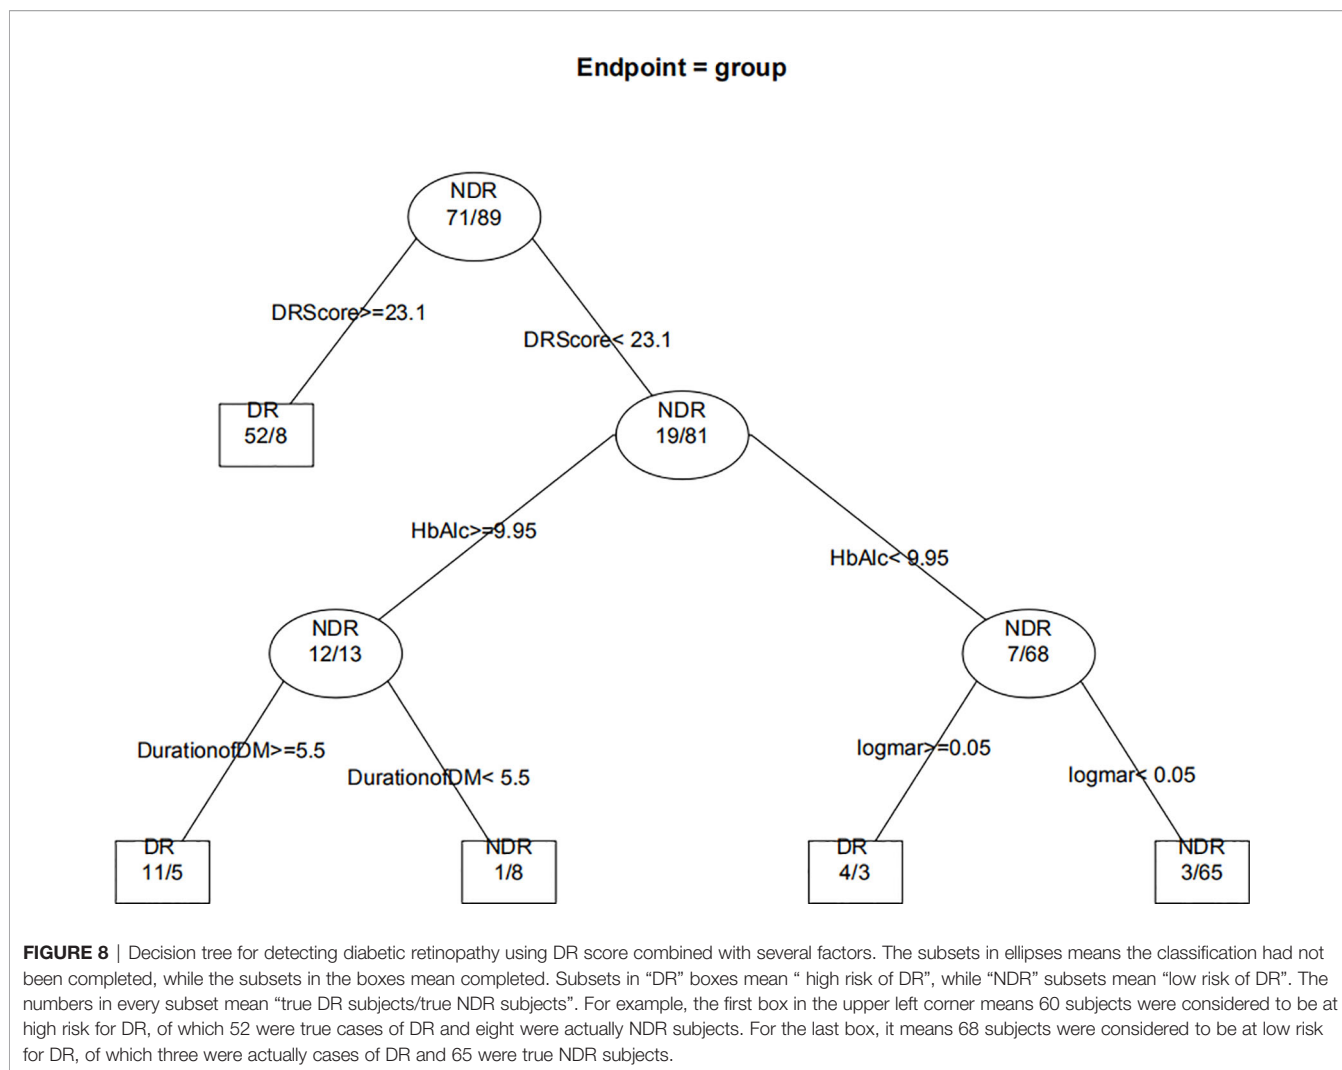 Endpoint = group
NDR
71/89
DRScore>=23.1
DRScore< 23.1
DR
52/8
NDR
19/81
HbAlc>=9.95
HbAlc< 9.95
NDR
12/13
NDR
7/68
DurationofDM>=5.5
DurationofDM< 5.5
logmar>=0.05
logmar< 0.05
DR
11/5
NDR
1/8
DR
4/3
NDR
3/65
FIGURE 8 | Decision tree for detecting diabetic retinopathy using DR score combined with several factors. The subsets in ellipses means the classification had not
been completed, while the subsets in the boxes mean completed. Subsets in “DR” boxes mean “ high risk of DR”, while “NDR” subsets mean “low risk of DR”. The
numbers in every subset mean “true DR subjects/true NDR subjects”. For example, the first box in the upper left corner means 60 subjects were considered to be at
high risk for DR, of which 52 were true cases of DR and eight were actually NDR subjects. For the last box, it means 68 subjects were considered to be at low risk
for DR, of which three were actually cases of DR and 65 were true NDR subjects.